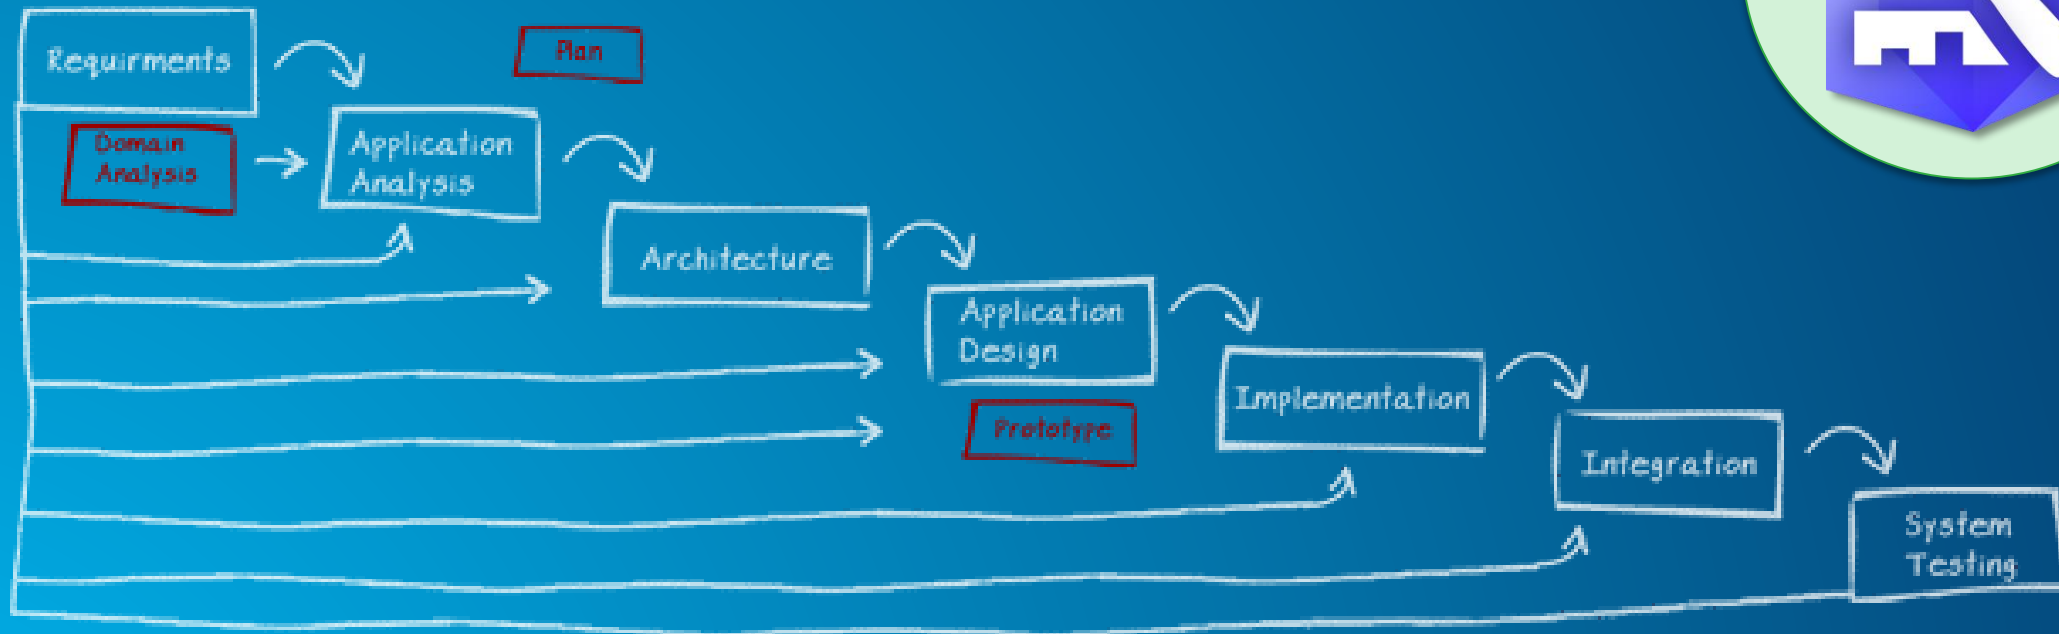 Requirments
Plan
Domain
Analysis
Application
Analysis
Architecture
Application
Design
Prototype
Implementation
Integration
System
Testing